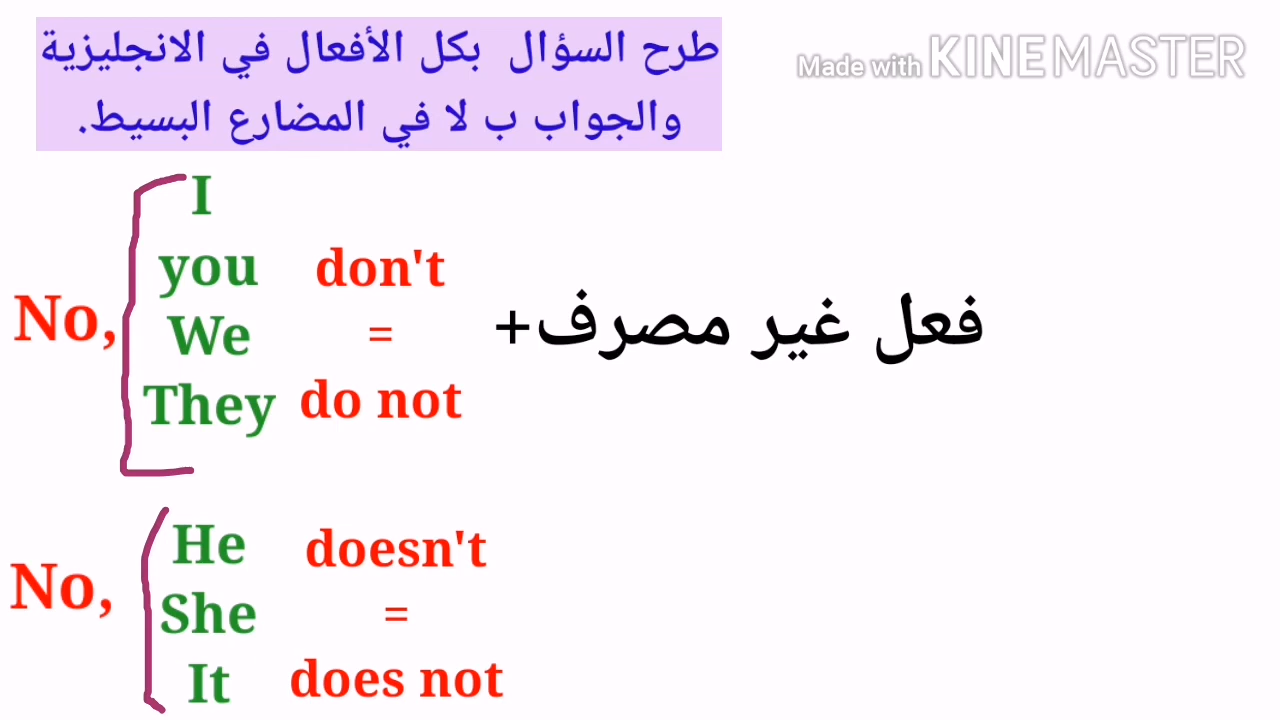 طرح السؤال بكل الأفعال في الانجليزية
والجواب ب لا في المضارع البسيط.
Made with KINEMASTER
I
you don't
No, We = +فعل غير مصرف
They do not
He doesn't
No, She =
It does not